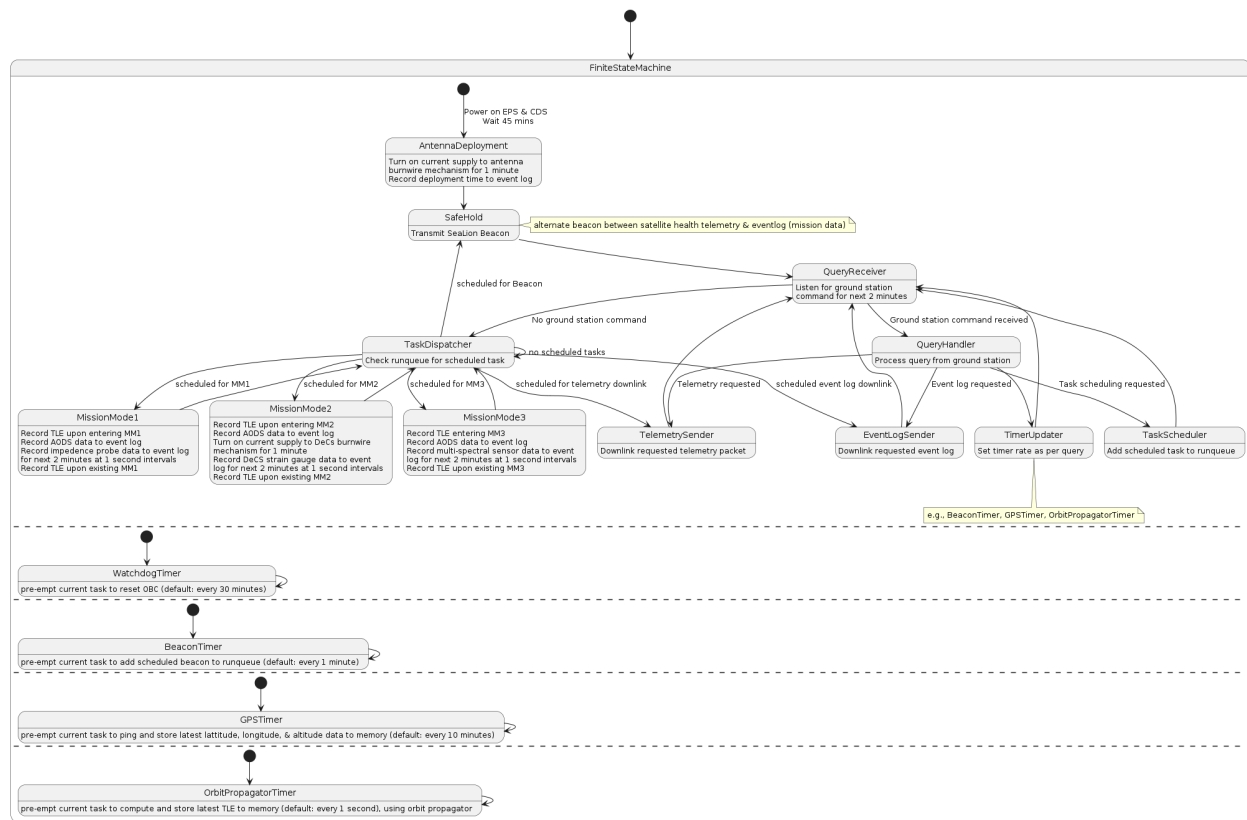 FiniteStateMachine
Power on EPS & CDS
Wait 45 mins
AntennaDeployment
Turn on current supply to antenna
burnwire mechanism for 1 minute
Record deployment time to event log
SafeHold
Transmit SeaLion Beacon
alternate beacon between satellite health telemetry & eventlog (mission data)
QueryReceiver
Listen for ground station
command for next 2 minutes
scheduled for Beacon
No ground station command
Ground station command received
TaskDispatcher
Check runqueue for scheduled task
no scheduled tasks
QueryHandler
Process query from ground station
scheduled for MM1
scheduled for MM2
scheduled for MM3
scheduled for telemetry downlink
Telemetry requested
scheduled event log downlink
Event log requested
Task scheduling requested
MissionMode1
Record TLE upon entering MM1
Record AODS data to event log
Record impedance probe data to event log
for next 2 minutes at 1 second intervals
Record TLE upon existing MM1
MissionMode2
Record TLE upon entering MM2
Record AODS data to event log
Turn on current supply to DeCs burnwire
mechanism for 1 minute
Record DeCS strain gauge data to event
log for next 2 minutes at 1 second intervals
Record TLE upon existing MM2
MissionMode3
Record TLE entering MM3
Record AODS data to event log
Record multi-spectral sensor data to event
log for next 2 minutes at 1 second intervals
Record TLE upon existing MM3
TelemetrySender
Downlink requested telemetry packet
EventLogSender
Downlink requested event log
TimerUpdater
Set timer rate as per query
TaskScheduler
Add scheduled task to runqueue
e.g., BeaconTimer, GPSTimer, OrbitPropagatorTimer
WatchdogTimer
pre-empt current task to reset OBC (default: every 30 minutes)
BeaconTimer
pre-empt current task to add scheduled beacon to runqueue (default: every 1 minute)
GPSTimer
pre-empt current task to ping and store latest lattitude, longitude, & altitude data to memory (default: every 10 minutes)
OrbitPropagatorTimer
pre-empt current task to compute and store latest TLE to memory (default: every 1 second), using orbit propagator